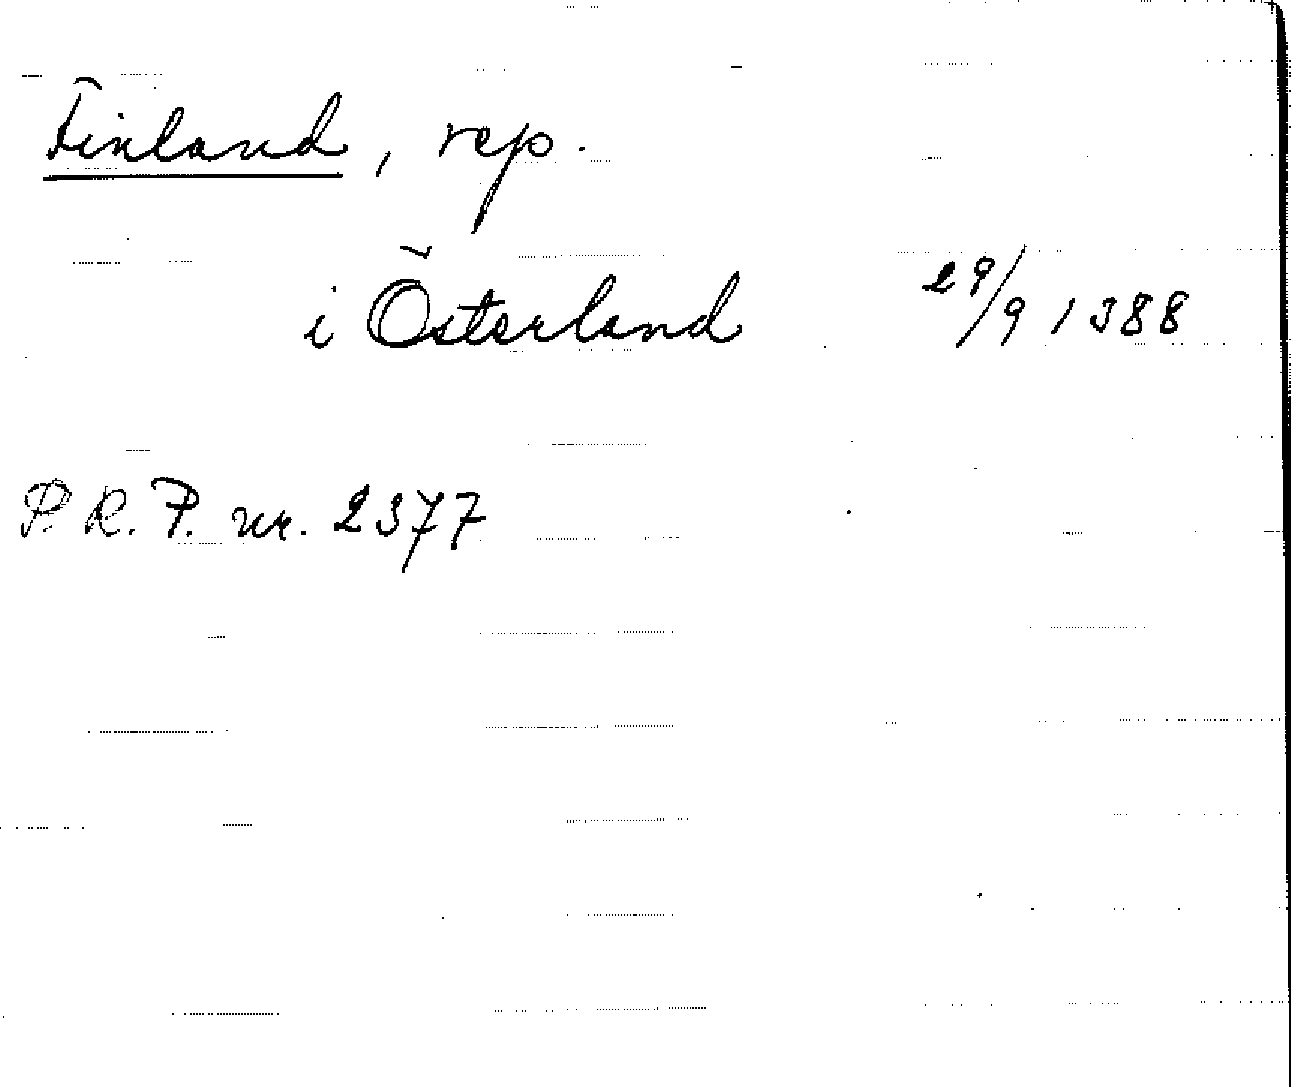 Finland, rep.
i Österland 29/9 1388
P. R. P. nr. 2377